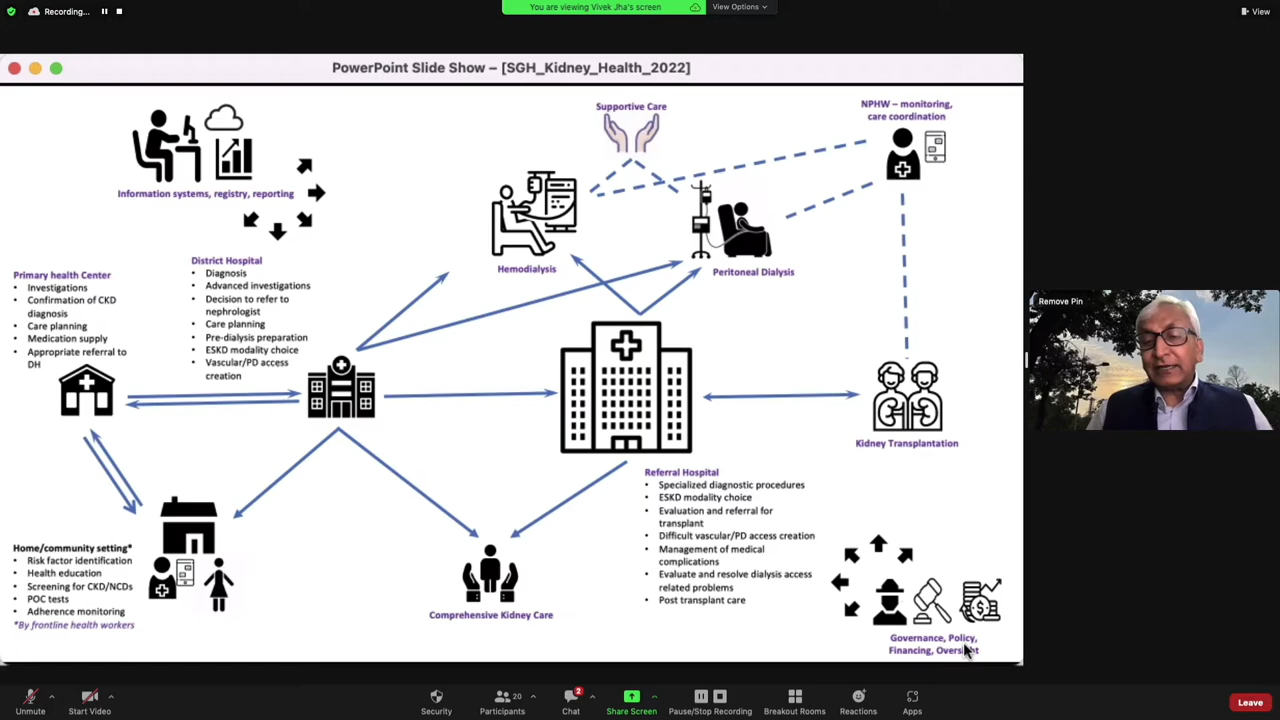 Recording...
You are viewing Vivek Jha's screen
View Options
View
PowerPoint Slide Show – [SGH_Kidney_Health_2022]
Supportive Care
NPHW – monitoring,
care coordination
Information systems, registry, reporting
Hemodialysis
Peritoneal Dialysis
Primary health Center
• Investigations
• Confirmation of CKD
diagnosis
• Care planning
• Medication supply
• Appropriate referral to
DH
District Hospital
• Diagnosis
• Advanced investigations
• Decision to refer to
nephrologist
• Care planning
• Pre-dialysis preparation
• ESKD modality choice
• Vascular/PD access
creation
Remove Pin
Kidney Transplantation
Referral Hospital
• Specialized diagnostic procedures
• ESKD modality choice
• Evaluation and referral for
transplant
• Difficult vascular/PD access creation
• Management of medical
complications
• Evaluate and resolve dialysis access
related problems
• Post transplant care
Home/community setting*
• Risk factor identification
• Health education
• Screening for CKD/NCDs
• POC tests
• Adherence monitoring
*By frontline health workers
Comprehensive Kidney Care
Governance, Policy,
Financing, Oversight
Unmute
Start Video
Security
20
Participants
2
Chat
Share Screen
Pause/Stop Recording
Breakout Rooms
Reactions
Apps
Leave